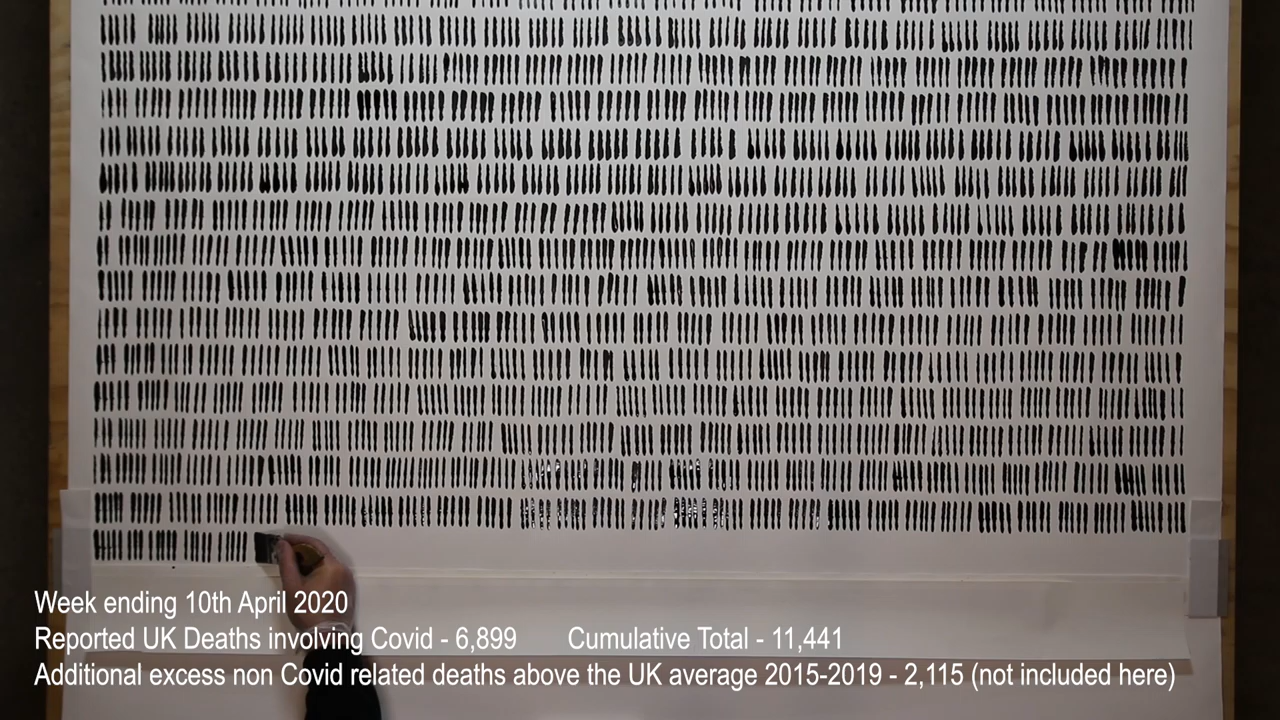 Week ending 10th April 2020
Reported UK Deaths involving Covid - 6,899 Cumulative Total - 11,441
Additional excess non Covid related deaths above the UK average 2015-2019 - 2,115 (not included here)